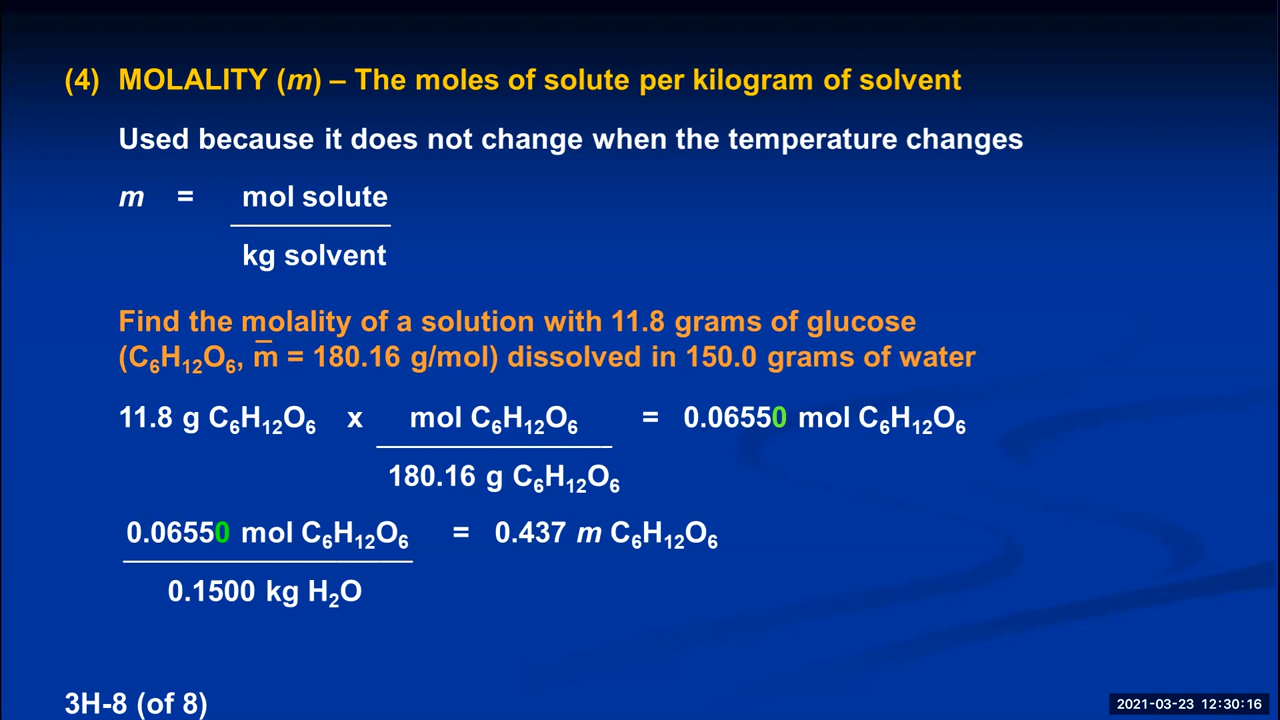 (4) MOLALITY (m) – The moles of solute per kilogram of solvent
Used because it does not change when the temperature changes
m = mol solute
kg solvent
Find the molality of a solution with 11.8 grams of glucose
(C₆H₁₂O₆, m̅ = 180.16 g/mol) dissolved in 150.0 grams of water
11.8 g C₆H₁₂O₆ x mol C₆H₁₂O₆ = 0.06550 mol C₆H₁₂O₆
180.16 g C₆H₁₂O₆
0.06550 mol C₆H₁₂O₆ = 0.437 m C₆H₁₂O₆
0.1500 kg H₂O
3H-8 (of 8)
2021-03-23 12:30:16